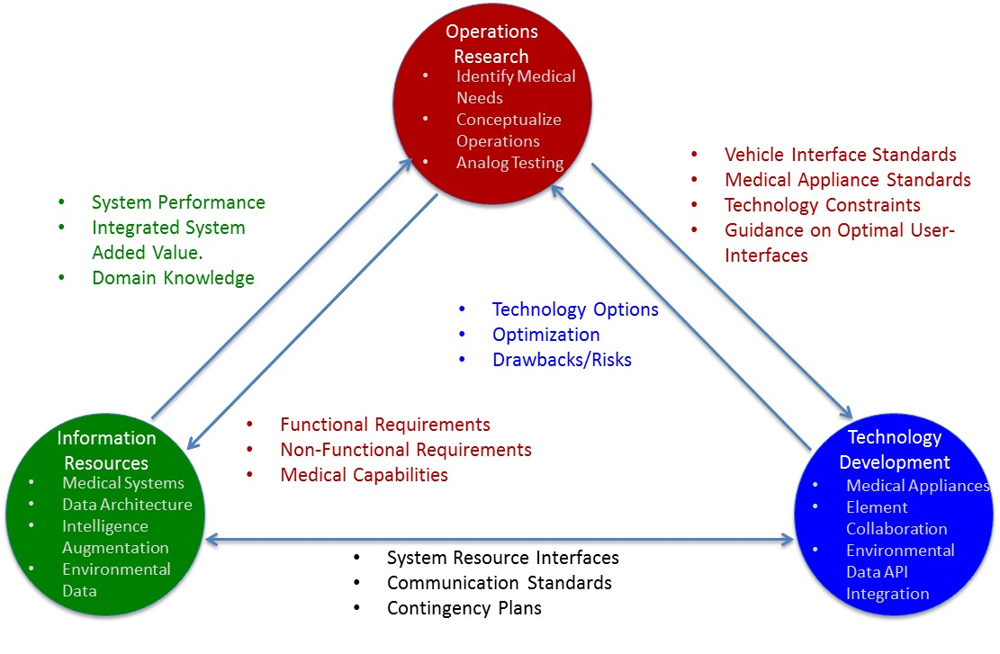 Operations
Research
• Identify Medical
Needs
• Conceptualize
Operations
• Analog Testing
• Vehicle Interface Standards
• Medical Appliance Standards
• Technology Constraints
• Guidance on Optimal User-
Interfaces
• System Performance
• Integrated System
Added Value.
• Domain Knowledge
• Technology Options
• Optimization
• Drawbacks/Risks
• Functional Requirements
• Non-Functional Requirements
• Medical Capabilities
Information
Resources
• Medical Systems
• Data Architecture
• Intelligence
Augmentation
• Environmental
Data
Technology
Development
• Medical Appliances
• Element
Collaboration
• Environmental
Data API
Integration
• System Resource Interfaces
• Communication Standards
• Contingency Plans